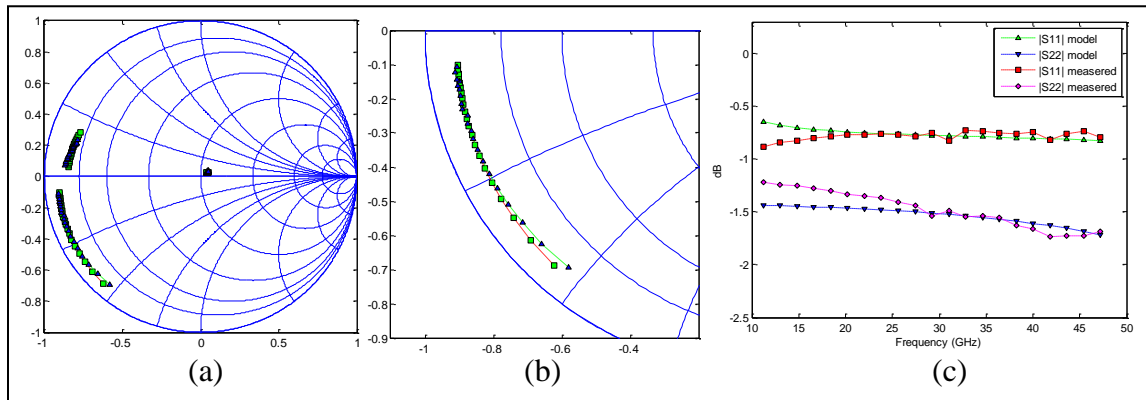 1
0.8
0.6
0.4
0.2
0
-0.2
-0.4
-0.6
-0.8
-1
-1 -0.5 0 0.5 1
(a)
0
-0.1
-0.2
-0.3
-0.4
-0.5
-0.6
-0.7
-0.8
-0.9
-1 -0.8 -0.6 -0.4
(b)
|S11| model
|S22| model
|S11| measered
|S22| measered
0
-0.5
-1
-1.5
-2
-2.5
dB
10 15 20 25 30 35 40 45 50
Frequency (GHz)
(c)